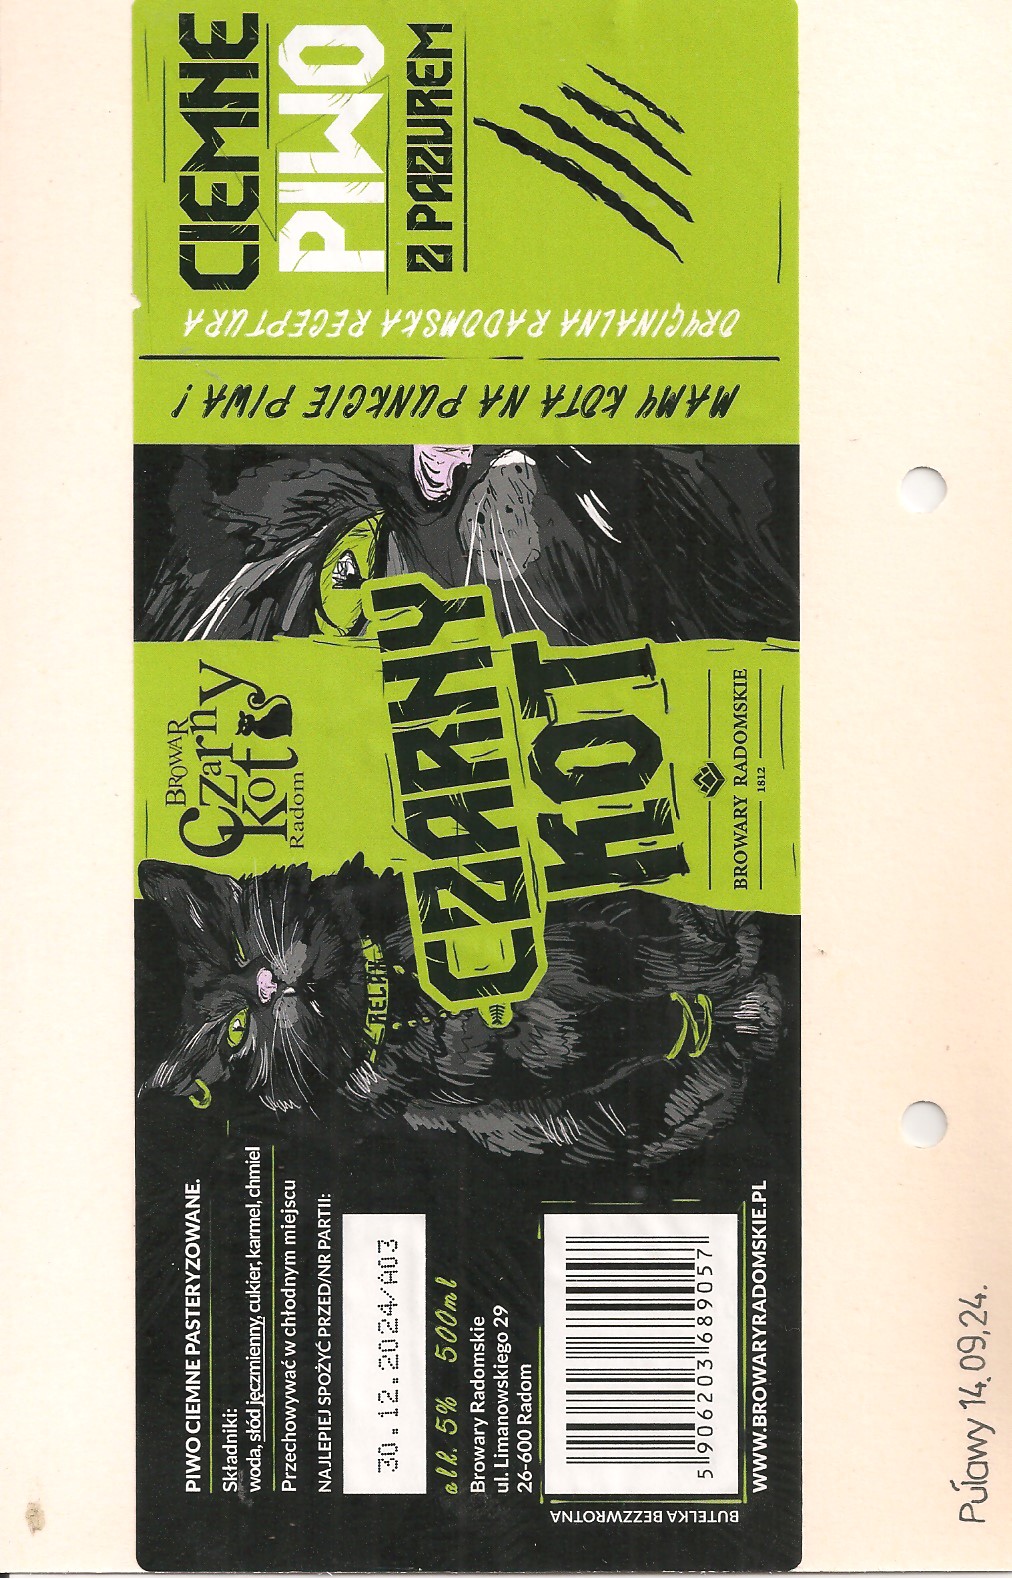 PIWO CIEMNE PASTERYZOWANE.
Składniki:
woda, słód jęczmienny, cukier, karmel, chmiel
Przechowywać w chłodnym miejscu
NAJLEPIEJ SPOŻYĆ PRZED/NR PARTII:
30.12.2024/A03
alk. 5% 500ml
Browary Radomskie
ul. Limanowskiego 29
26-600 Radom
5 906203 689057
WWW.BROWARYRADOMSKIE.PL
BUTELKA BEZZWROTNA
RELAX
BROWAR
Czarny
Kot
Radom
CZARNY
KOT
BROWARY RADOMSKIE
1812
MAMY KOTA NA PUNKCIE PIWA!
ORYGINALNA RADOMSKA RECEPTURA
CIEMNE
PIWO
Z PAZUREM
Puławy 14.09,24.